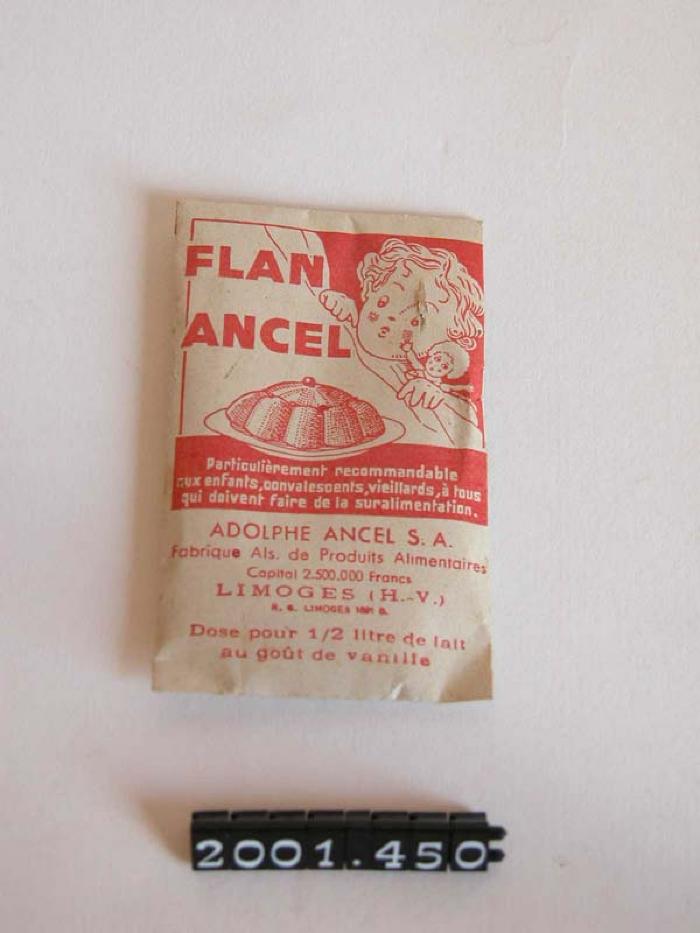 FLAN
ANCEL
Particulièrement recommandable
aux enfants, convalescents, vieillards, à tous
qui doivent faire de la suralimentation.
ADOLPHE ANCEL S. A.
Fabrique Als. de Produits Alimentaires
Capital 2.500.000 Francs
LIMOGES (H.-V.)
LIMOGES
Dose pour 1/2 litre de lait
au goût de vanille
2001.450